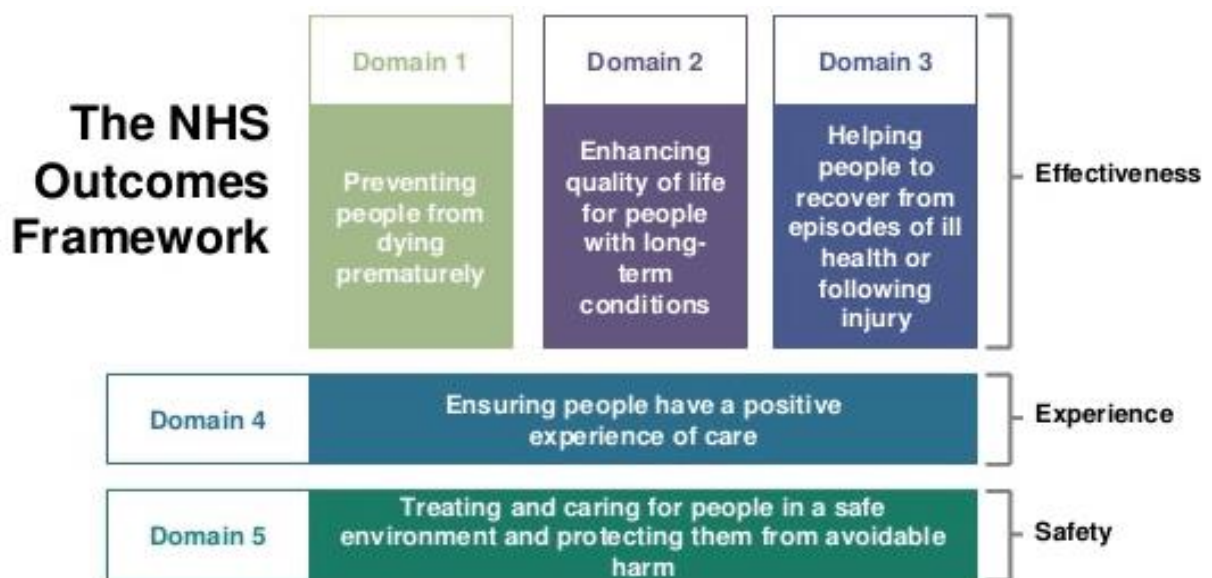 The NHS
Outcomes
Framework
Domain 1
Preventing
people from
dying
prematurely
Domain 2
Enhancing
quality of life
for people
with long-
term
conditions
Domain 3
Helping
people to
recover from
episodes of ill
health or
following
injury
Effectiveness
Domain 4
Ensuring people have a positive
experience of care
Experience
Domain 5
Treating and caring for people in a safe
environment and protecting them from avoidable
harm
Safety